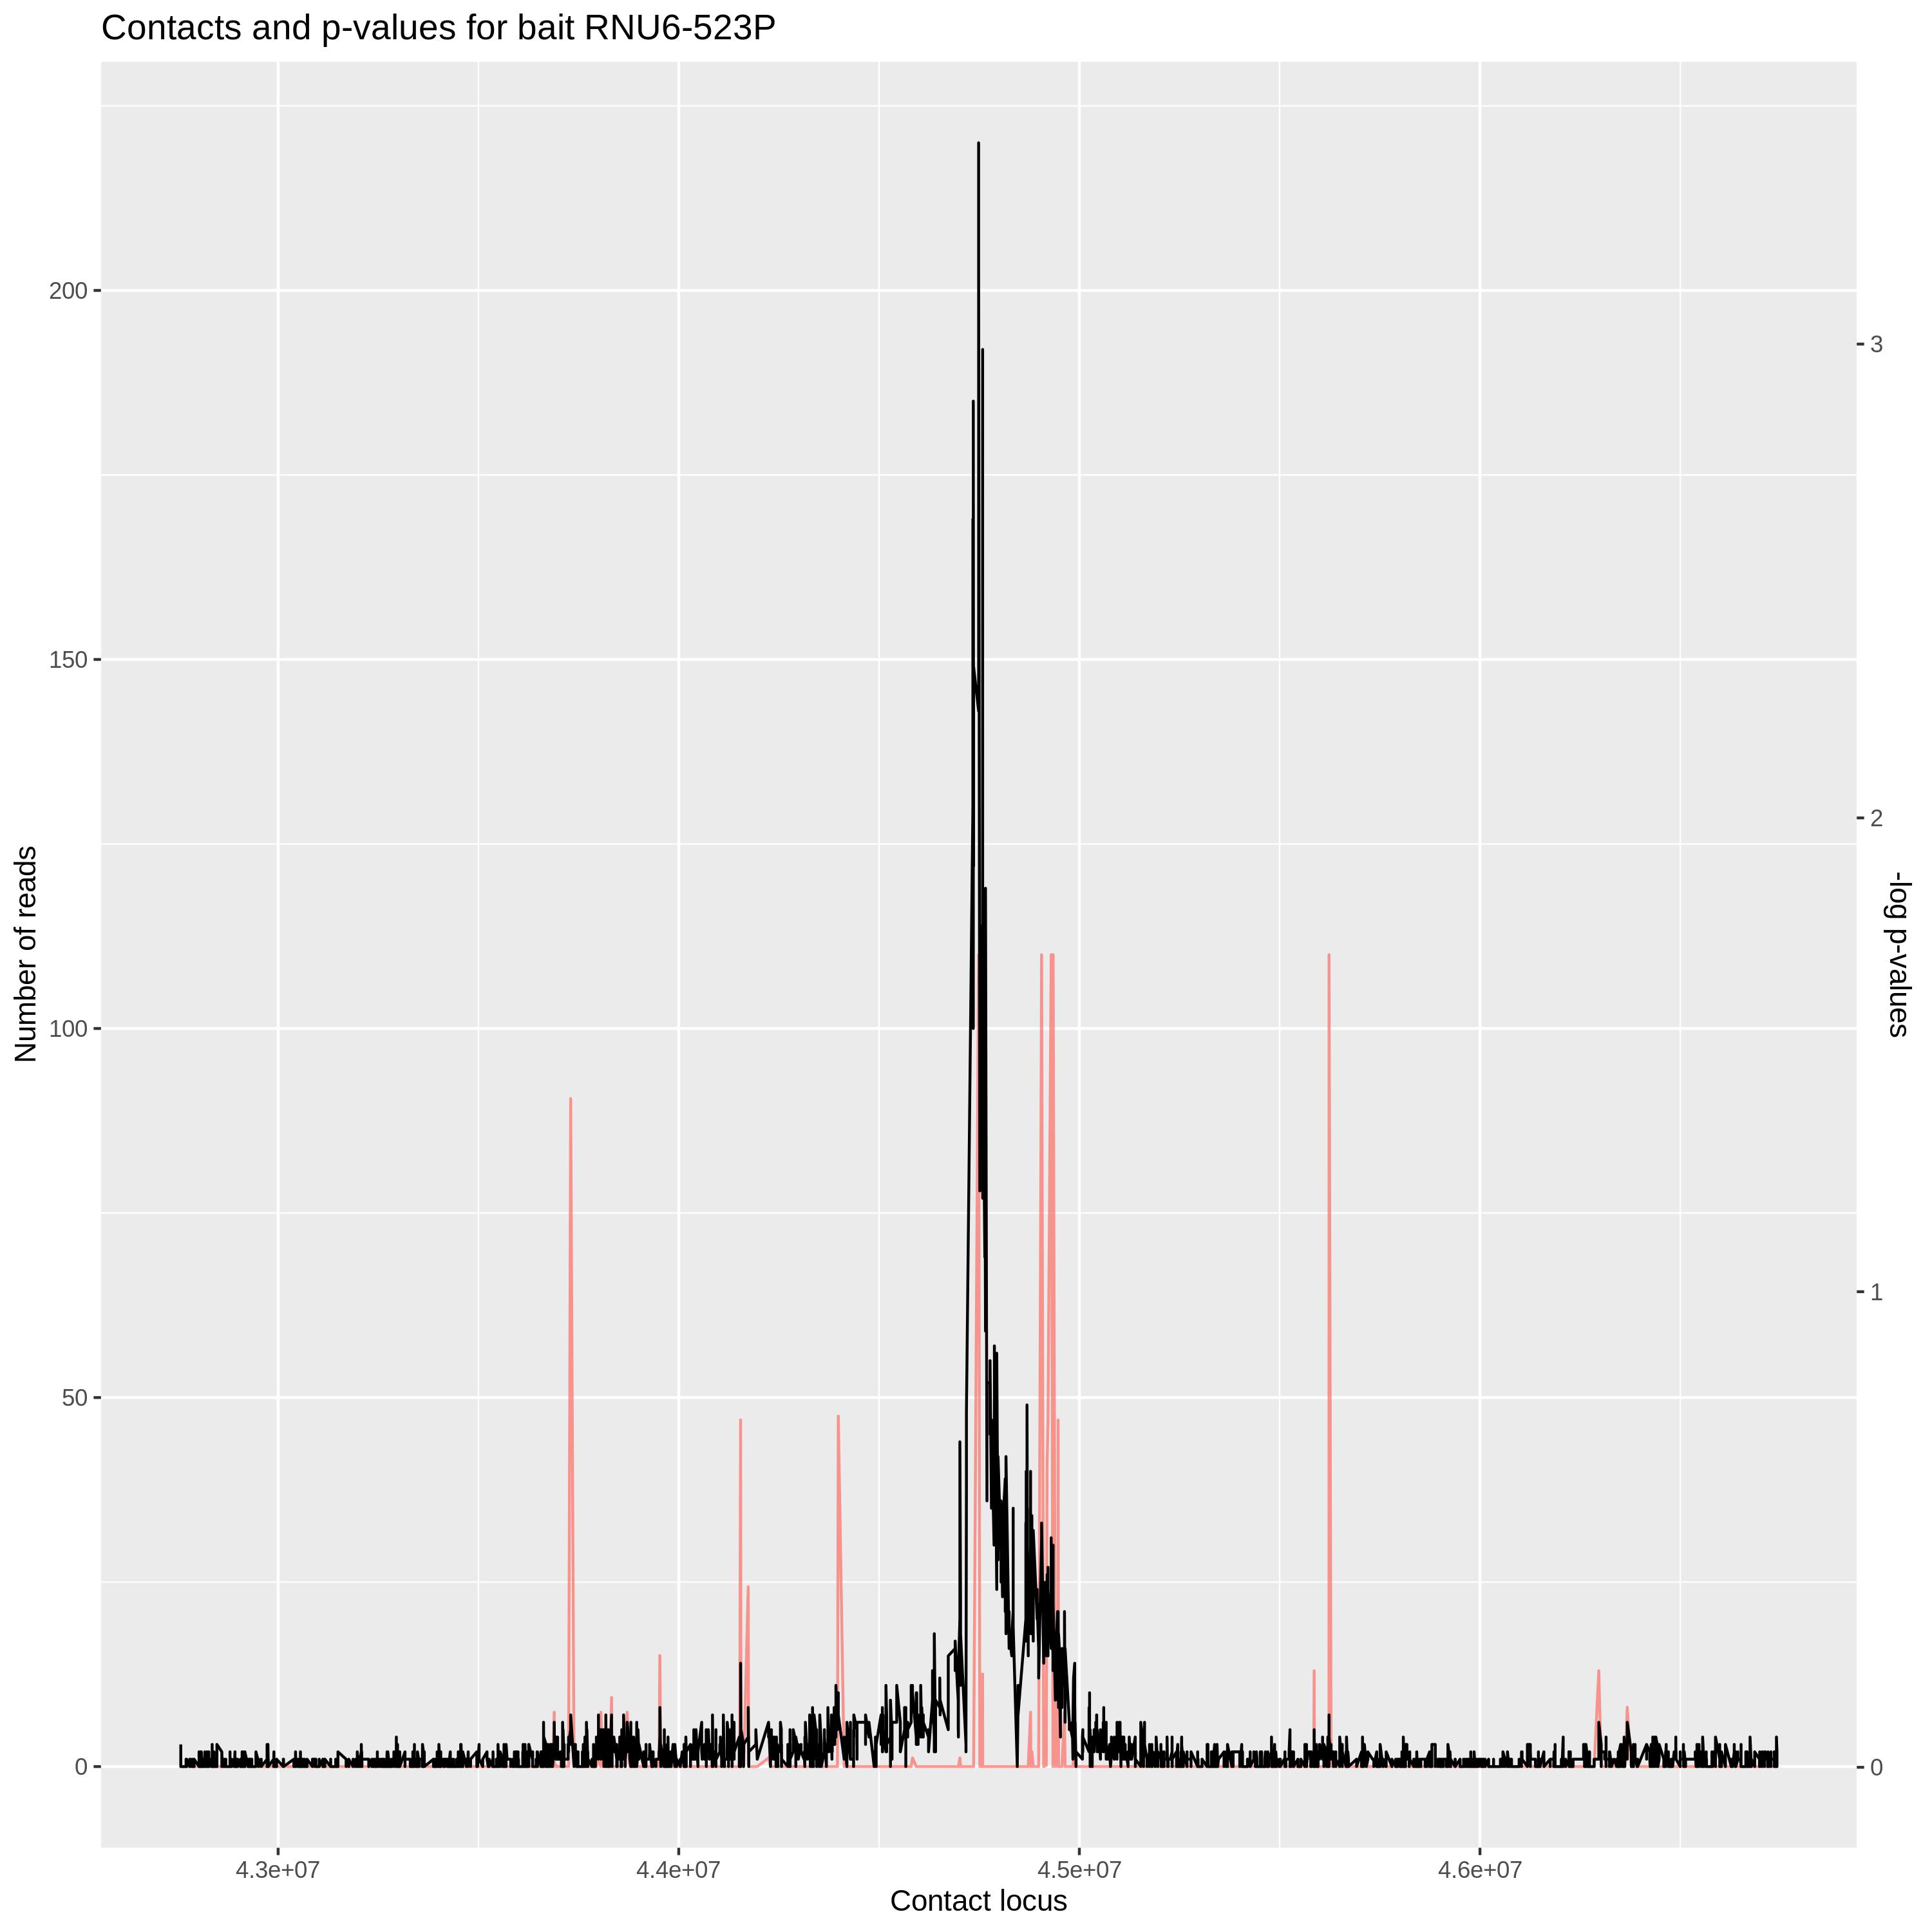 Contacts and p-values for bait RNU6-523P
Number of reads
200
150
100
50
0
3
2
1
0
-log p-values
4.3e+07
4.4e+07
4.5e+07
4.6e+07
Contact locus